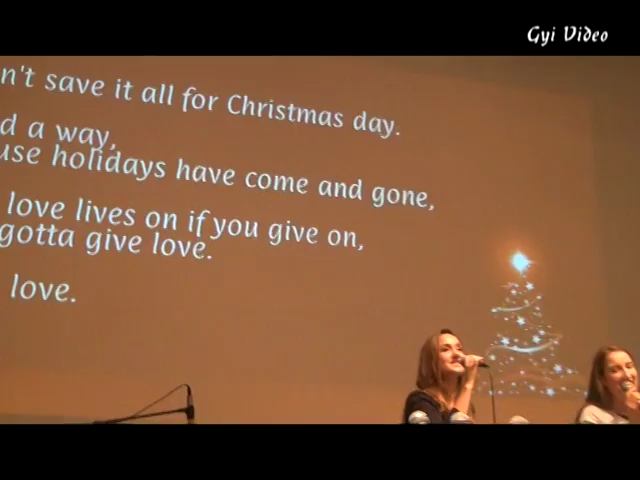 Gyi Video
n't save it all for Christmas day.
d a way,
use holidays have come and gone,
love lives on if you give on,
gotta give love.
love.